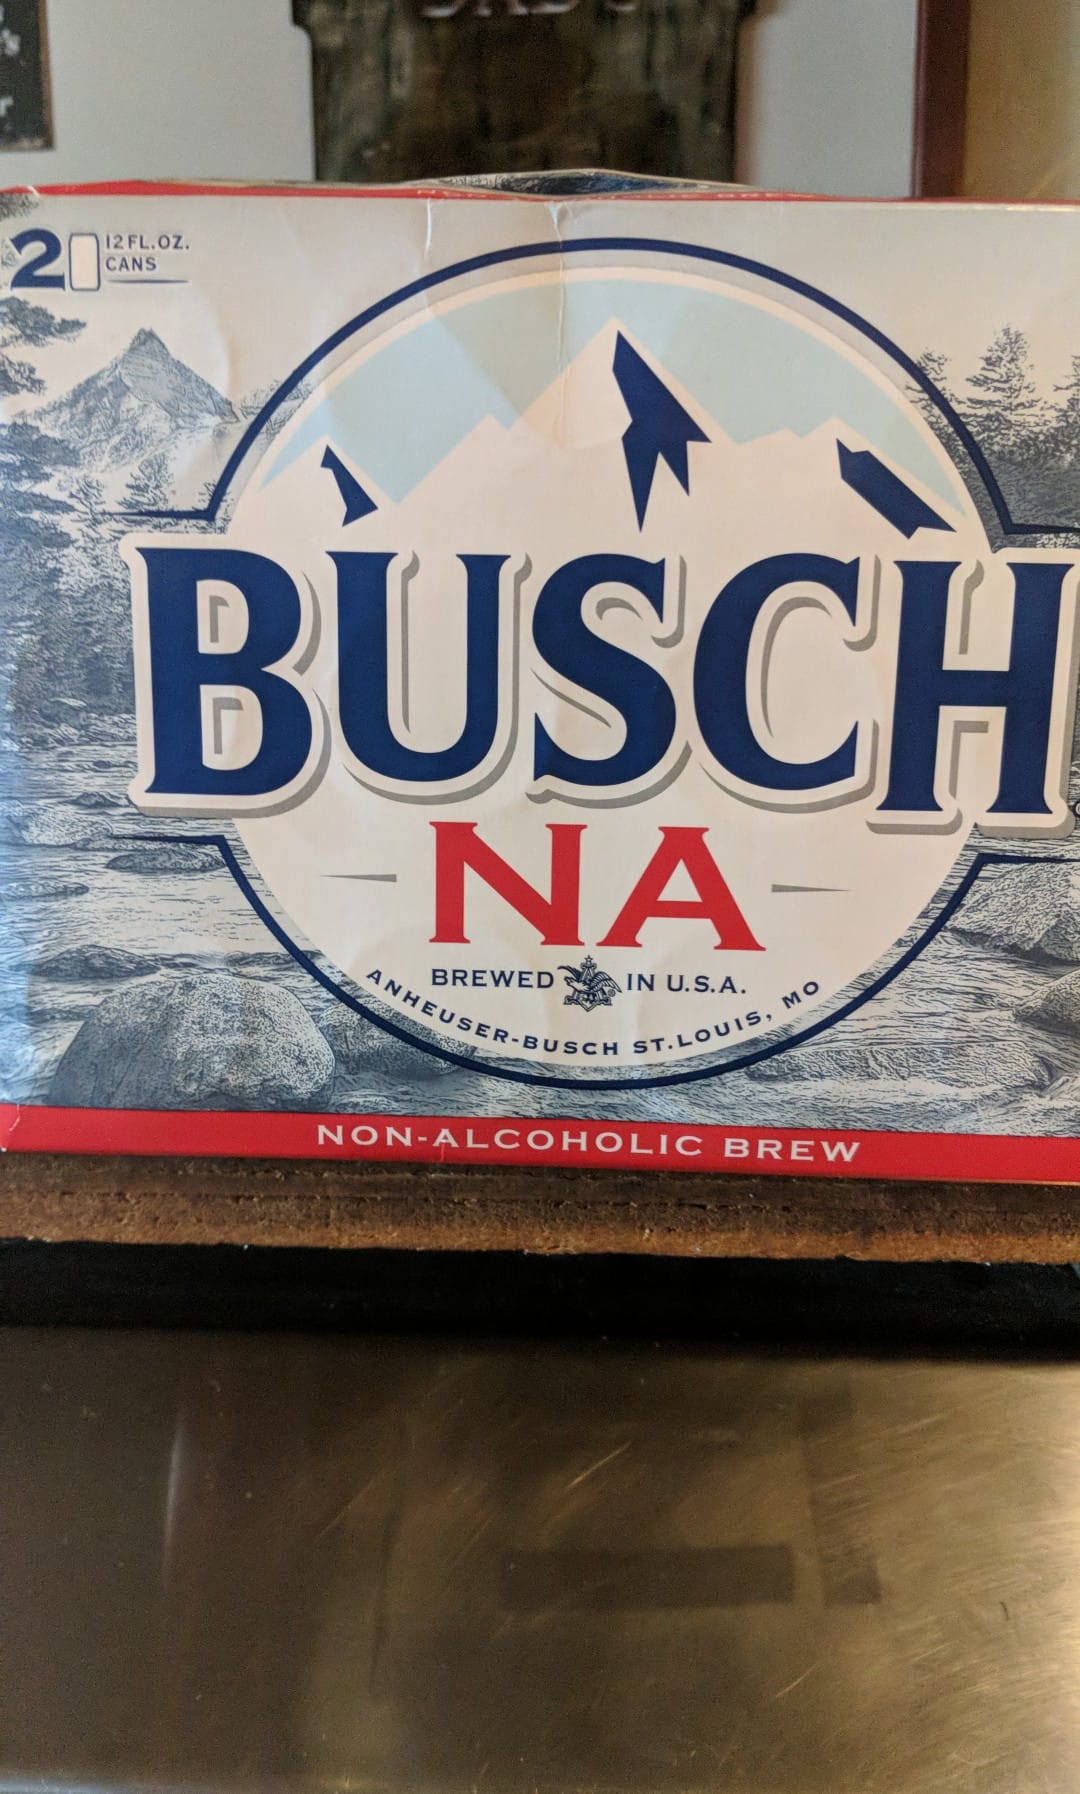 2 12 FL. OZ.
CANS
BUSCH
NA
BREWED IN U.S.A.
ANHEUSER-BUSCH ST. LOUIS, MO
NON-ALCOHOLIC BREW